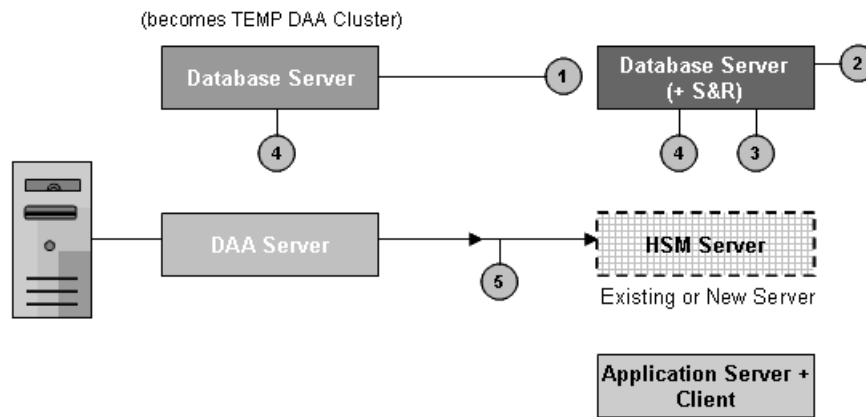 (becomes TEMP DAA Cluster)
Database Server
1
Database Server
(+ S&R)
2
4
4
3
DAA Server
HSM Server
5
Existing or New Server
Application Server +
Client